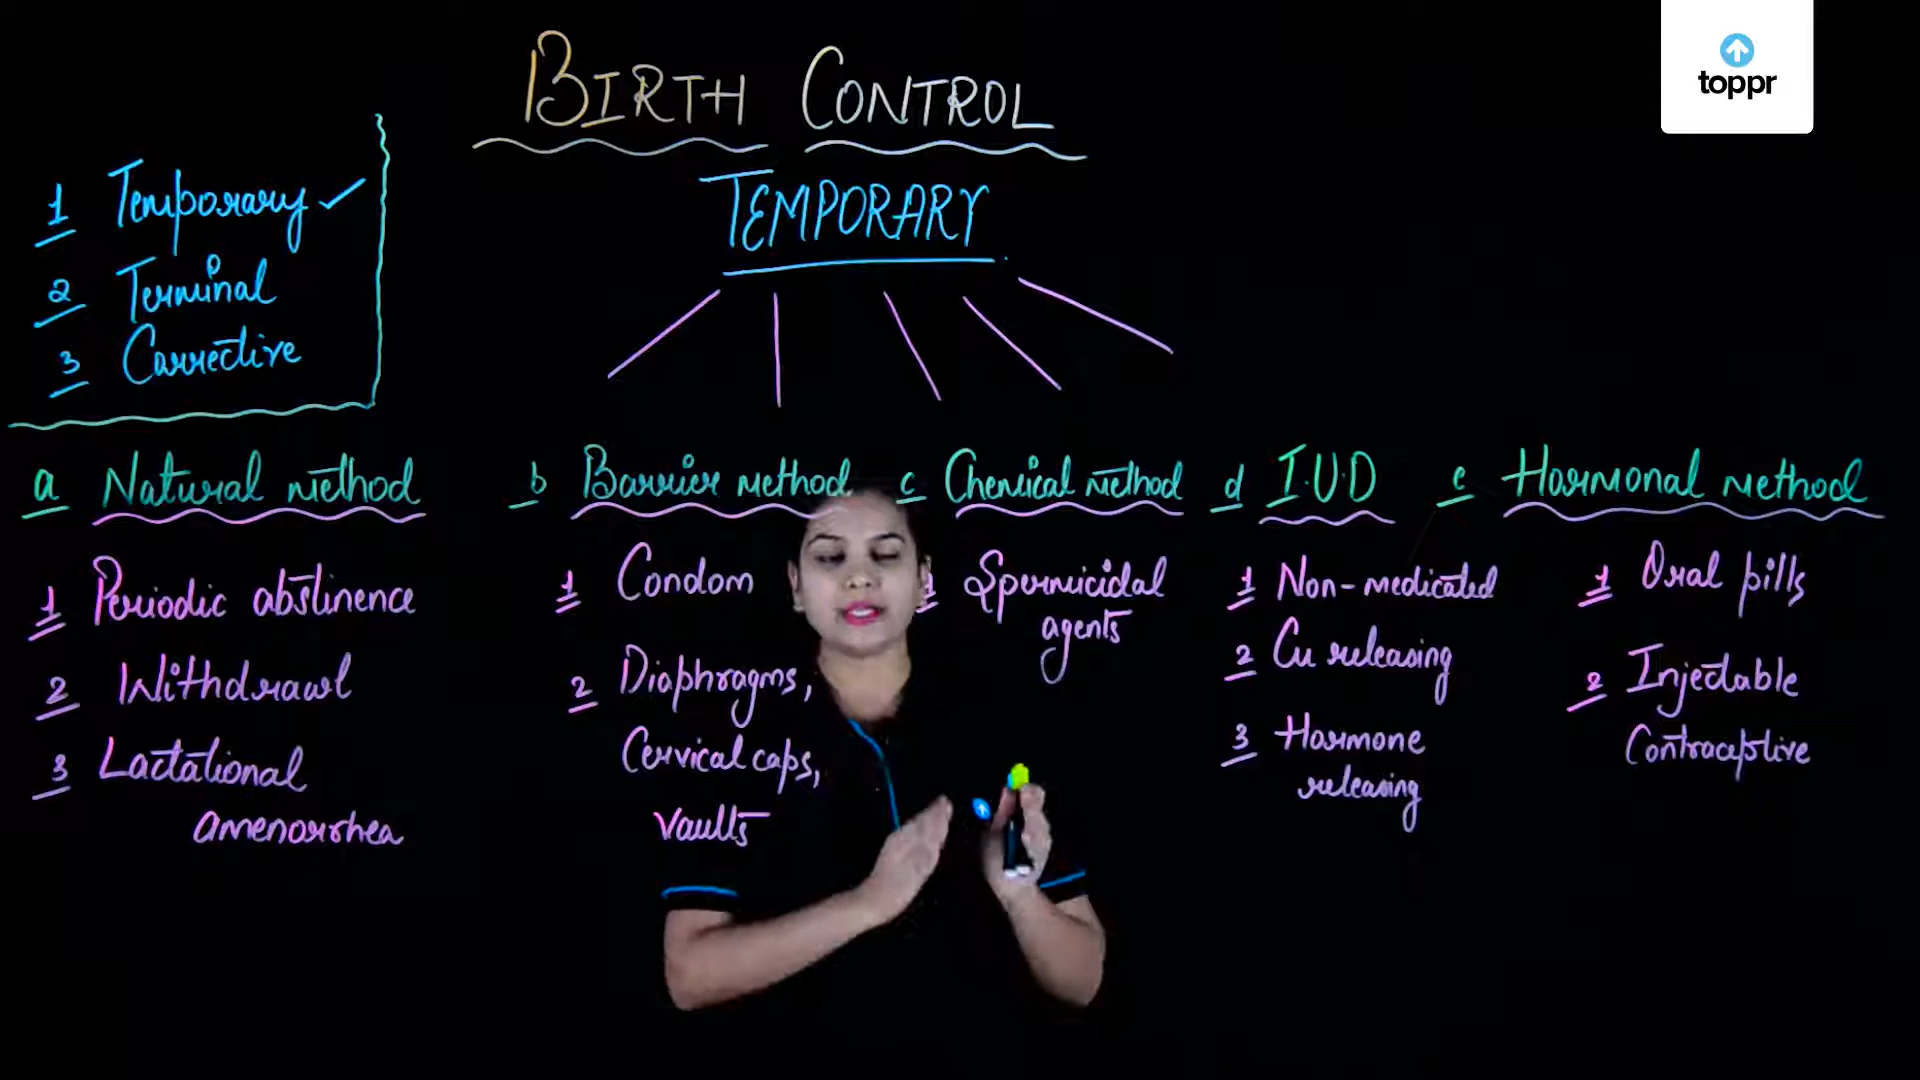 BIRTH CONTROL
toppr
TEMPORARY
1 Temporary ✓
2 Terminal
3 Corrective
a Natural method
1 Periodic abstinence
2 Withdrawl
3 Lactational
amenorrhea
b Barrier method
1 Condom
2 Diaphragms,
Cervical caps,
Vaults
c Chemical method
1 Spermicidal
agents
d I.U.D
1 Non-medicated
2 Cu releasing
3 Hormone
releasing
e Hormonal method
1 Oral pills
2 Injectable
Contraceptive